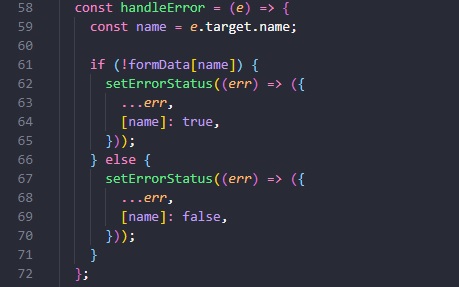 58 const handleError = (e) => {
59 const name = e.target.name;
60
61 if (!formData[name]) {
62 setErrorStatus((err) => ({
63 ...err,
64 [name]: true,
65 }));
66 } else {
67 setErrorStatus((err) => ({
68 ...err,
69 [name]: false,
70 }));
71 }
72 };